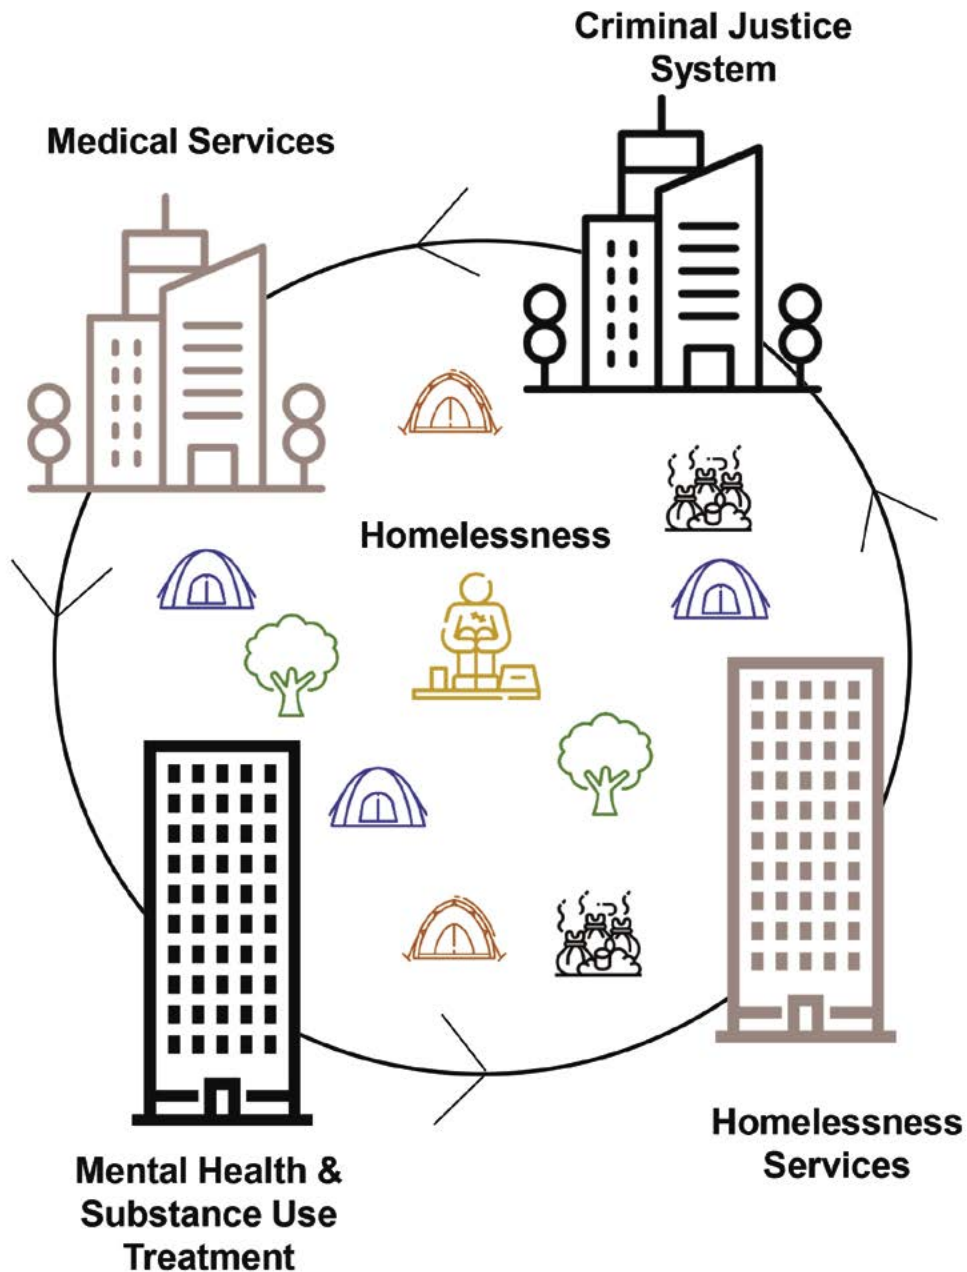 Criminal Justice
System
Medical Services
Homelessness
Homelessness
Services
Mental Health &
Substance Use
Treatment